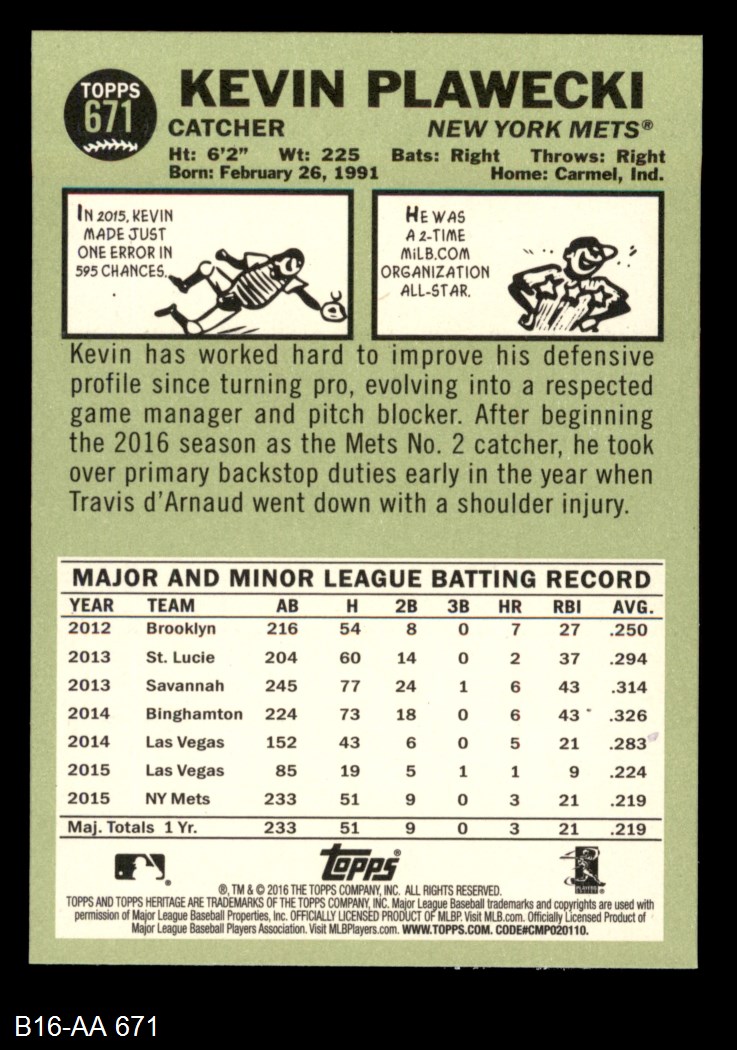 TOPPS
671
KEVIN PLAWECKI
CATCHER NEW YORK METS®
Ht: 6'2" Wt: 225 Bats: Right Throws: Right
Born: February 26, 1991 Home: Carmel, Ind.
IN 2015, KEVIN
MADE JUST
ONE ERROR IN
595 CHANCES.
HE WAS
A 2-TIME
MiLB.COM
ORGANIZATION
ALL-STAR.
Kevin has worked hard to improve his defensive
profile since turning pro, evolving into a respected
game manager and pitch blocker. After beginning
the 2016 season as the Mets No. 2 catcher, he took
over primary backstop duties early in the year when
Travis d'Arnaud went down with a shoulder injury.
MAJOR AND MINOR LEAGUE BATTING RECORD
YEAR TEAM AB H 2B 3B HR RBI AVG.
2012 Brooklyn 216 54 8 0 7 27 .250
2013 St. Lucie 204 60 14 0 2 37 .294
2013 Savannah 245 77 24 1 6 43 .314
2014 Binghamton 224 73 18 0 6 43 .326
2014 Las Vegas 152 43 6 0 5 21 .283
2015 Las Vegas 85 19 5 1 1 9 .224
2015 NY Mets 233 51 9 0 3 21 .219
Maj. Totals 1 Yr. 233 51 9 0 3 21 .219
topps®
®, TM & © 2016 THE TOPPS COMPANY, INC. ALL RIGHTS RESERVED.
TOPPS AND TOPPS HERITAGE ARE TRADEMARKS OF THE TOPPS COMPANY, INC. Major League Baseball trademarks and copyrights are used with
permission of Major League Baseball Properties, Inc. OFFICIALLY LICENSED PRODUCT OF MLBP. Visit MLB.com. Officially Licensed Product of
Major League Baseball Players Association. Visit MLBPlayers.com. WWW.TOPPS.COM. CODE#CMP020110.
B16-AA 671